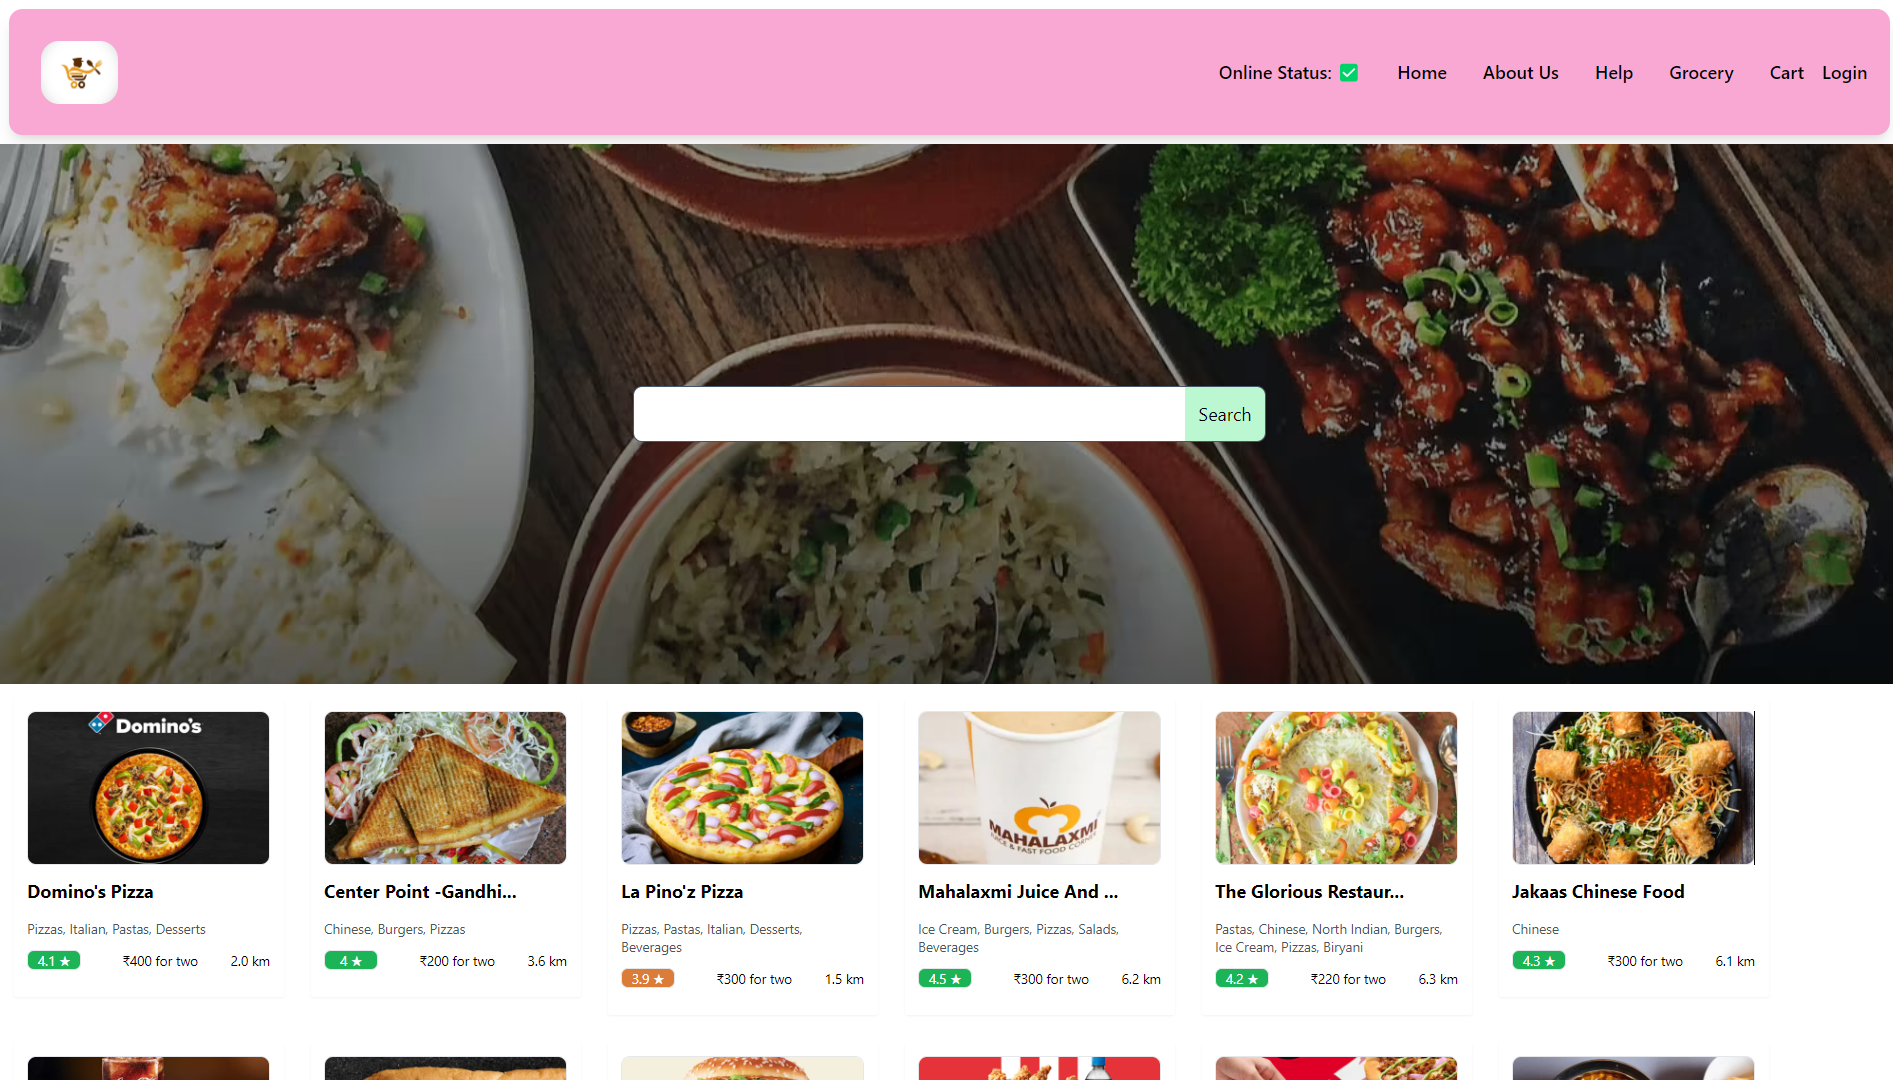 Online Status: ✅ Home About Us Help Grocery Cart Login
Search
Domino's
MAHALAXMI
JUICE & FAST FOOD CORNER
Domino's Pizza
Pizzas, Italian, Pastas, Desserts
4.1 ★ ₹400 for two 2.0 km
Center Point -Gandhi...
Chinese, Burgers, Pizzas
4 ★ ₹200 for two 3.6 km
La Pino'z Pizza
Pizzas, Pastas, Italian, Desserts,
Beverages
3.9 ★ ₹300 for two 1.5 km
Mahalaxmi Juice And ...
Ice Cream, Burgers, Pizzas, Salads,
Beverages
4.5 ★ ₹300 for two 6.2 km
The Glorious Restaur...
Pastas, Chinese, North Indian, Burgers,
Ice Cream, Pizzas, Biryani
4.2 ★ ₹220 for two 6.3 km
Jakaas Chinese Food
Chinese
4.3 ★ ₹300 for two 6.1 km